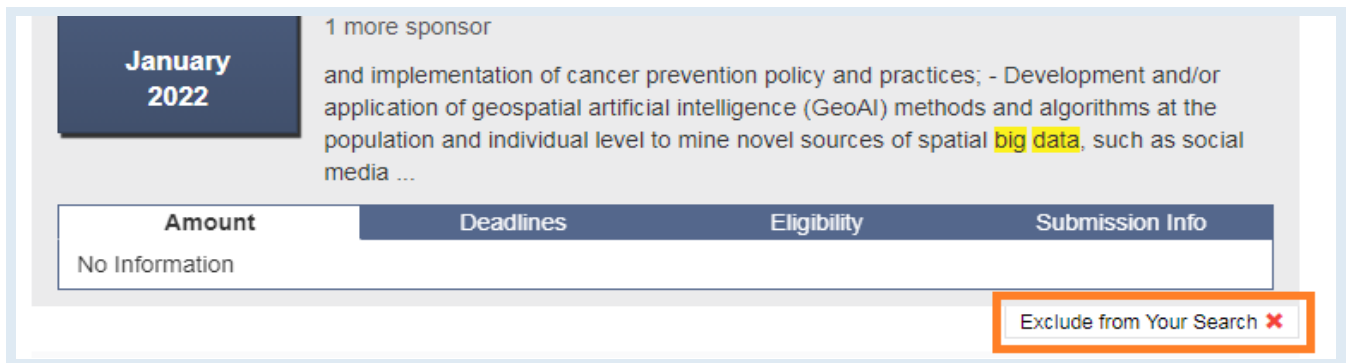 1 more sponsor
January
2022
and implementation of cancer prevention policy and practices; - Development and/or
application of geospatial artificial intelligence (GeoAI) methods and algorithms at the
population and individual level to mine novel sources of spatial big data, such as social
media ...
Amount Deadlines Eligibility Submission Info
No Information
Exclude from Your Search ✖